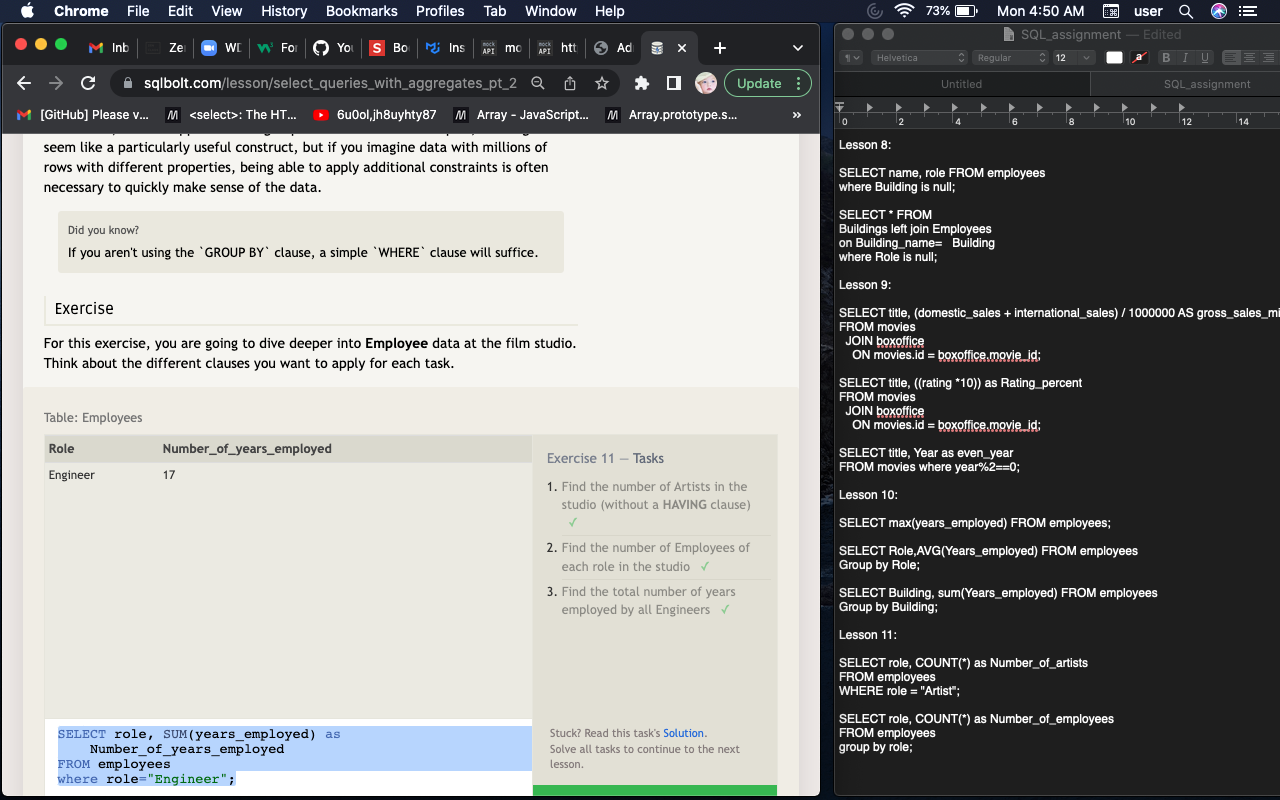 Chrome File Edit View History Bookmarks Profiles Tab Window Help 73% Mon 4:50 AM user
Inb Ze WD Fo Yo Bo Ins mo htt Ad
SQL_assignment — Edited
Helvetica Regular 12 B I U
sqlbolt.com/lesson/select_queries_with_aggregates_pt_2 Update
Untitled SQL_assignment
[GitHub] Please v... <select>: The HT... 6u0ol,jh8uyhty87 Array - JavaScript... Array.prototype.s... »
0 2 4 6 8 10 12 14
seem like a particularly useful construct, but if you imagine data with millions of
rows with different properties, being able to apply additional constraints is often
necessary to quickly make sense of the data.
Did you know?
If you aren't using the `GROUP BY` clause, a simple `WHERE` clause will suffice.
Exercise
For this exercise, you are going to dive deeper into Employee data at the film studio.
Think about the different clauses you want to apply for each task.
Table: Employees
Role Number_of_years_employed
Engineer 17
Exercise 11 — Tasks
1. Find the number of Artists in the
studio (without a HAVING clause)
✓
2. Find the number of Employees of
each role in the studio ✓
3. Find the total number of years
employed by all Engineers ✓
Stuck? Read this task's Solution.
Solve all tasks to continue to the next
lesson.
SELECT role, SUM(years_employed) as
Number_of_years_employed
FROM employees
where role="Engineer";
Lesson 8:
SELECT name, role FROM employees
where Building is null;
SELECT * FROM
Buildings left join Employees
on Building_name= Building
where Role is null;
Lesson 9:
SELECT title, (domestic_sales + international_sales) / 1000000 AS gross_sales_mi
FROM movies
JOIN boxoffice
ON movies.id = boxoffice.movie_id;
SELECT title, ((rating *10)) as Rating_percent
FROM movies
JOIN boxoffice
ON movies.id = boxoffice.movie_id;
SELECT title, Year as even_year
FROM movies where year%2==0;
Lesson 10:
SELECT max(years_employed) FROM employees;
SELECT Role,AVG(Years_employed) FROM employees
Group by Role;
SELECT Building, sum(Years_employed) FROM employees
Group by Building;
Lesson 11:
SELECT role, COUNT(*) as Number_of_artists
FROM employees
WHERE role = "Artist";
SELECT role, COUNT(*) as Number_of_employees
FROM employees
group by role;